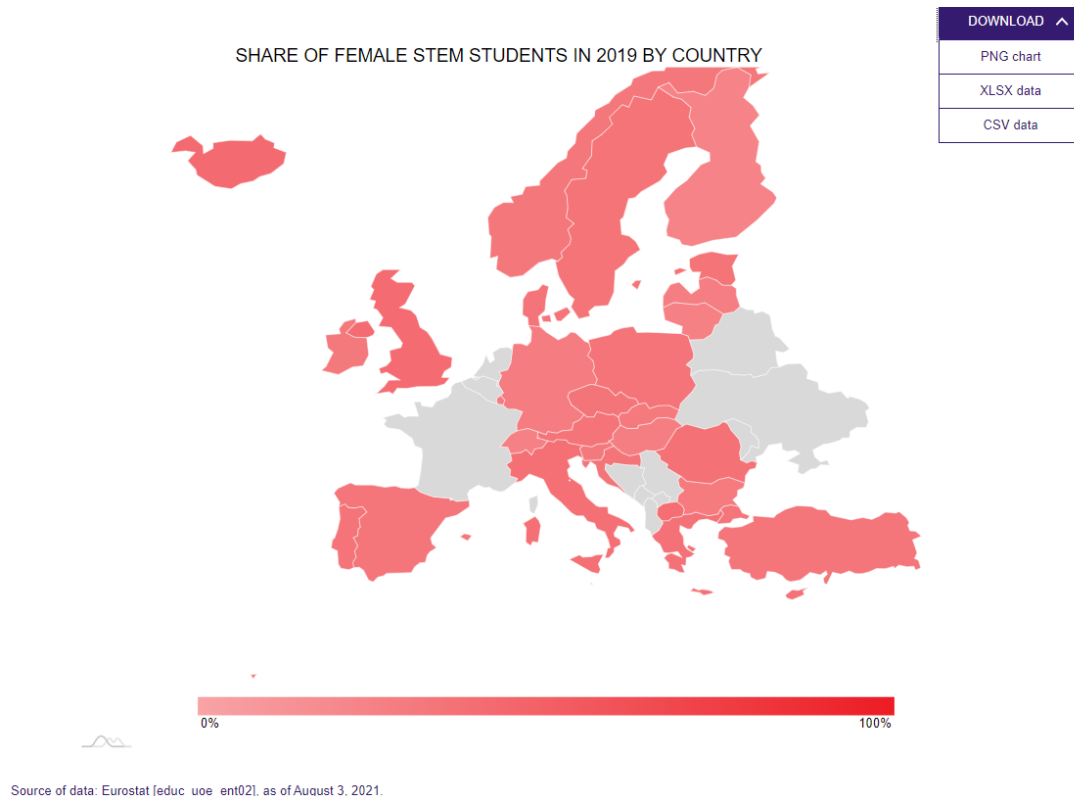 DOWNLOAD
PNG chart
XLSX data
CSV data
SHARE OF FEMALE STEM STUDENTS IN 2019 BY COUNTRY
0%
100%
Source of data: Eurostat [educ_uoe_ent02], as of August 3, 2021.